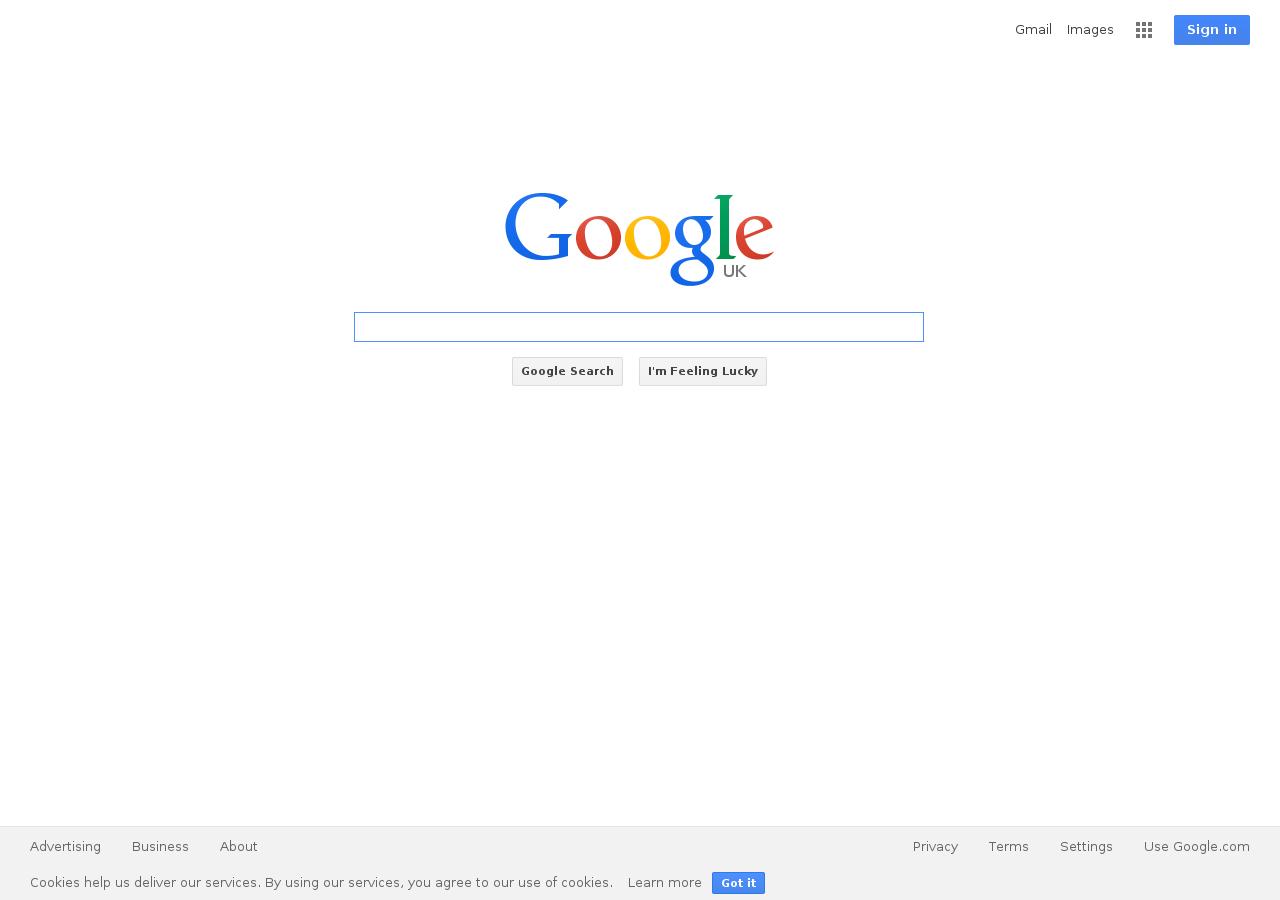 Gmail Images Sign in
Google
UK
Google Search I'm Feeling Lucky
Advertising Business About Privacy Terms Settings Use Google.com
Cookies help us deliver our services. By using our services, you agree to our use of cookies. Learn more Got it